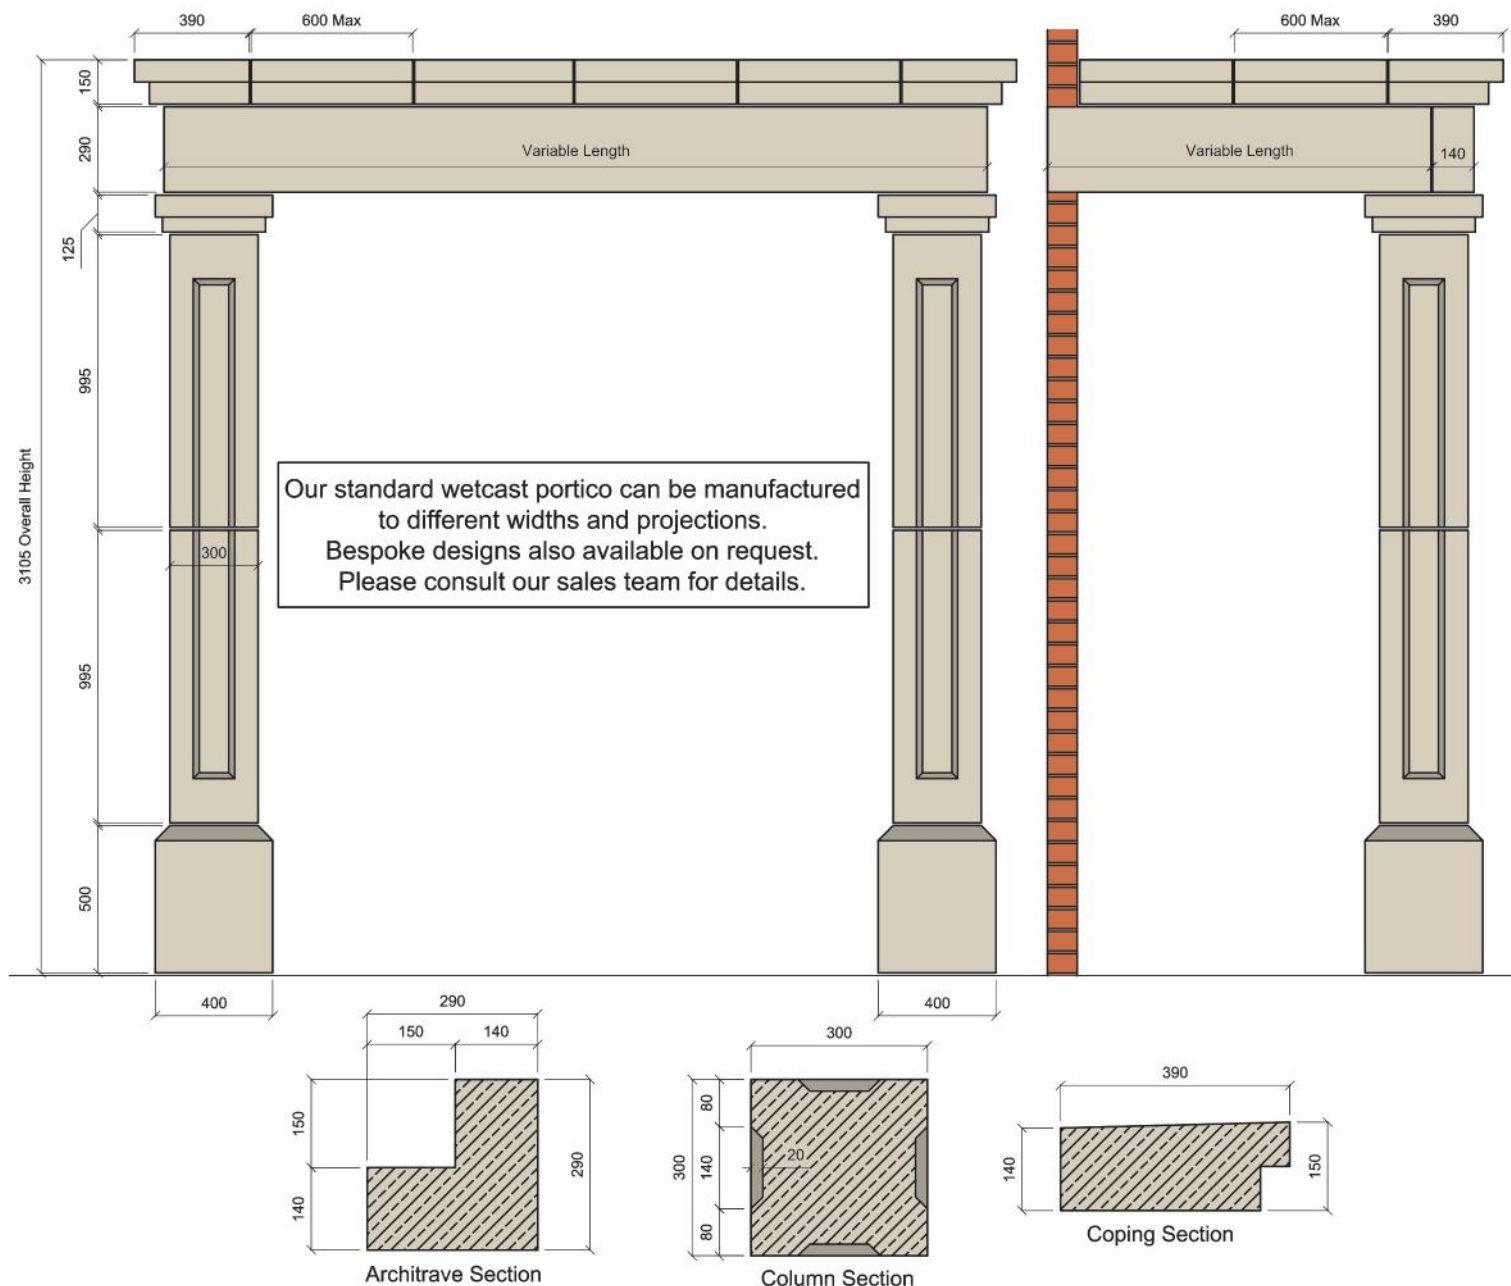 390
600 Max
600 Max
390
150
290
Variable Length
Variable Length
140
125
995
3105 Overall Height
Our standard wetcast portico can be manufactured
to different widths and projections.
Bespoke designs also available on request.
Please consult our sales team for details.
300
995
500
400
400
290
150
140
150
140
290
Architrave Section
300
300
80
140
80
20
Column Section
390
140
150
Coping Section